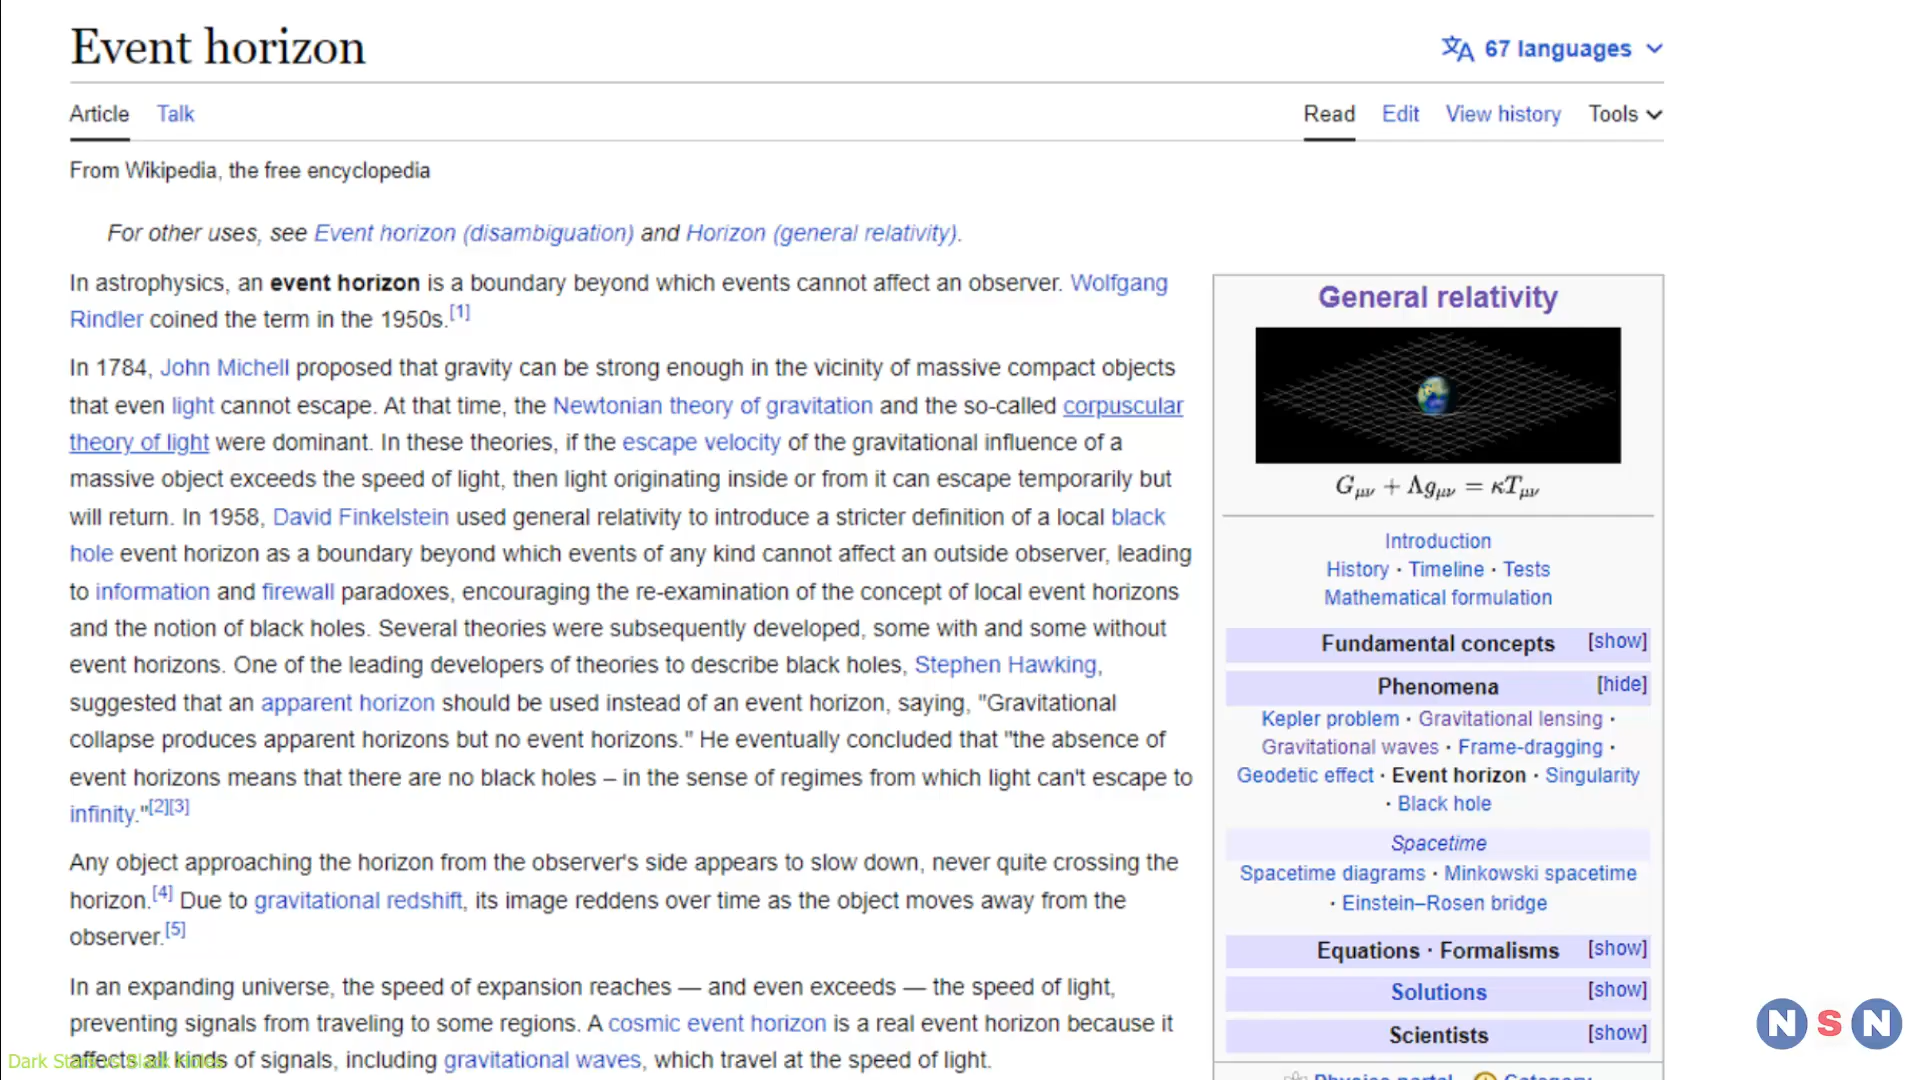 Event horizon
67 languages
Article Talk
Read Edit View history Tools
From Wikipedia, the free encyclopedia
For other uses, see Event horizon (disambiguation) and Horizon (general relativity).
In astrophysics, an event horizon is a boundary beyond which events cannot affect an observer. Wolfgang
Rindler coined the term in the 1950s.[1]
In 1784, John Michell proposed that gravity can be strong enough in the vicinity of massive compact objects
that even light cannot escape. At that time, the Newtonian theory of gravitation and the so-called corpuscular
theory of light were dominant. In these theories, if the escape velocity of the gravitational influence of a
massive object exceeds the speed of light, then light originating inside or from it can escape temporarily but
will return. In 1958, David Finkelstein used general relativity to introduce a stricter definition of a local black
hole event horizon as a boundary beyond which events of any kind cannot affect an outside observer, leading
to information and firewall paradoxes, encouraging the re-examination of the concept of local event horizons
and the notion of black holes. Several theories were subsequently developed, some with and some without
event horizons. One of the leading developers of theories to describe black holes, Stephen Hawking,
suggested that an apparent horizon should be used instead of an event horizon, saying, "Gravitational
collapse produces apparent horizons but no event horizons." He eventually concluded that "the absence of
event horizons means that there are no black holes – in the sense of regimes from which light can't escape to
infinity."[2][3]
Any object approaching the horizon from the observer's side appears to slow down, never quite crossing the
horizon.[4] Due to gravitational redshift, its image reddens over time as the object moves away from the
observer.[5]
In an expanding universe, the speed of expansion reaches — and even exceeds — the speed of light,
preventing signals from traveling to some regions. A cosmic event horizon is a real event horizon because it
affects all kinds of signals, including gravitational waves, which travel at the speed of light.
General relativity
Gμν + Λgμν = κTμν
Introduction
History · Timeline · Tests
Mathematical formulation
Fundamental concepts [show]
Phenomena [hide]
Kepler problem · Gravitational lensing ·
Gravitational waves · Frame-dragging ·
Geodetic effect · Event horizon · Singularity
· Black hole
Spacetime
Spacetime diagrams · Minkowski spacetime
· Einstein–Rosen bridge
Equations · Formalisms [show]
Solutions [show]
Scientists [show]
Physics portal Category
Dark Stars vs Black Holes
N S N